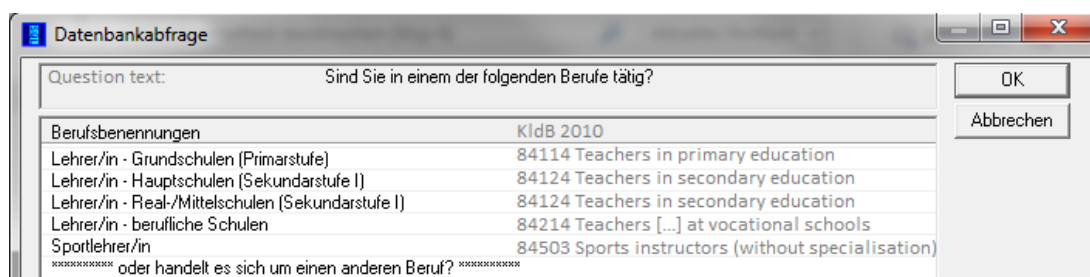 Datenbankabfrage
Question text: Sind Sie in einem der folgenden Berufe tätig?
OK
Abbrechen
Berufsbenennungen KldB 2010
Lehrer/in - Grundschulen (Primarstufe) 84114 Teachers in primary education
Lehrer/in - Hauptschulen (Sekundarstufe I) 84124 Teachers in secondary education
Lehrer/in - Real-/Mittelschulen (Sekundarstufe I) 84124 Teachers in secondary education
Lehrer/in - berufliche Schulen 84214 Teachers [...] at vocational schools
Sportlehrer/in 84503 Sports instructors (without specialisation)
********** oder handelt es sich um einen anderen Beruf? **********